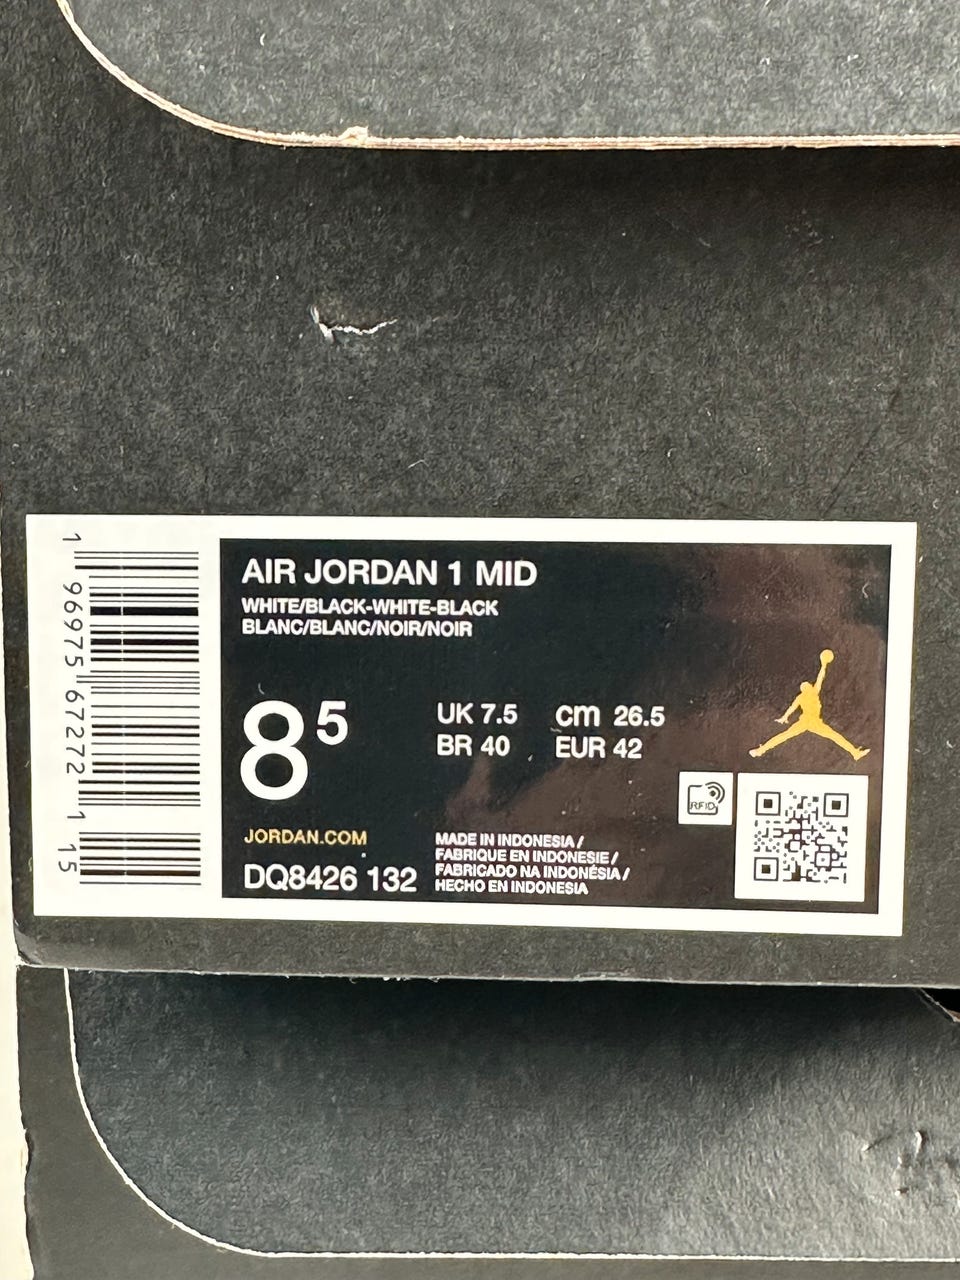 AIR JORDAN 1 MID
WHITE/BLACK-WHITE-BLACK
BLANC/BLANC/NOIR/NOIR
8⁵
UK 7.5 cm 26.5
BR 40 EUR 42
RFID
JORDAN.COM
DQ8426 132
MADE IN INDONESIA /
FABRIQUE EN INDONESIE /
FABRICADO NA INDONÉSIA /
HECHO EN INDONESIA
1 96975 67272 1 15